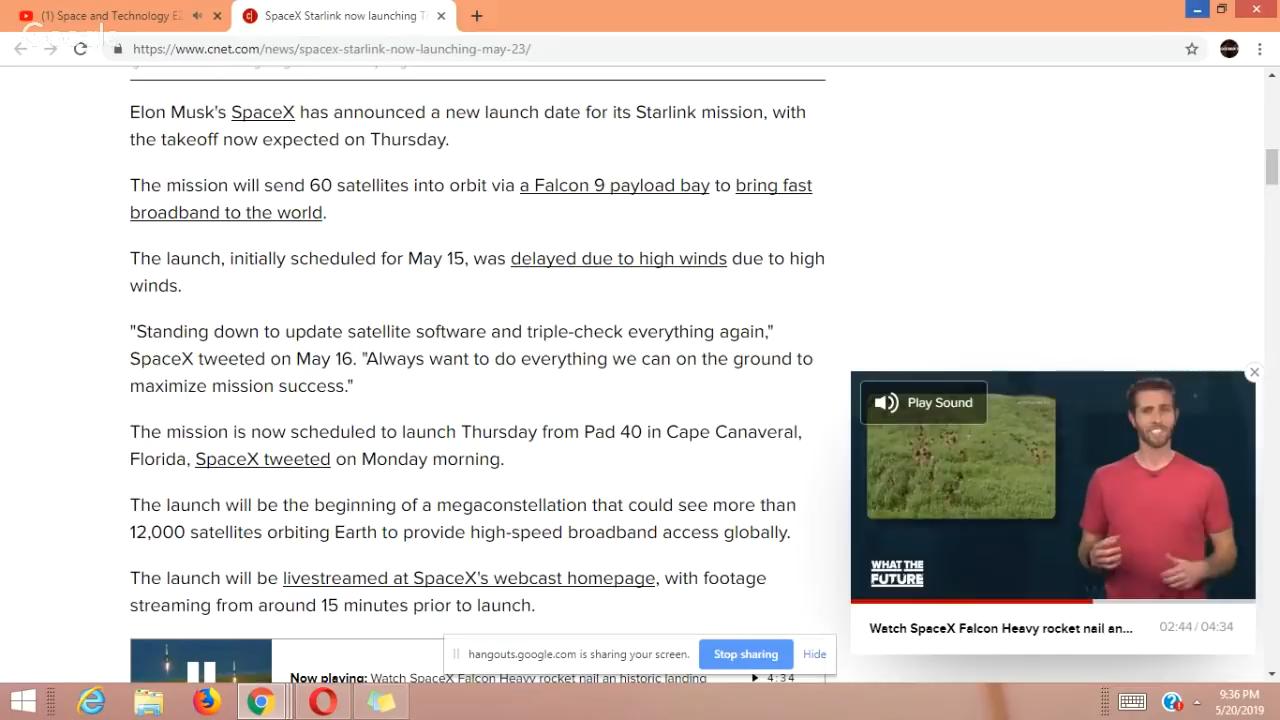 (1) Space and Technology E
SpaceX Starlink now launching T
Google
https://www.cnet.com/news/spacex-starlink-now-launching-may-23/
Elon Musk's SpaceX has announced a new launch date for its Starlink mission, with
the takeoff now expected on Thursday.
The mission will send 60 satellites into orbit via a Falcon 9 payload bay to bring fast
broadband to the world.
The launch, initially scheduled for May 15, was delayed due to high winds due to high
winds.
"Standing down to update satellite software and triple-check everything again,"
SpaceX tweeted on May 16. "Always want to do everything we can on the ground to
maximize mission success."
The mission is now scheduled to launch Thursday from Pad 40 in Cape Canaveral,
Florida, SpaceX tweeted on Monday morning.
The launch will be the beginning of a megaconstellation that could see more than
12,000 satellites orbiting Earth to provide high-speed broadband access globally.
The launch will be livestreamed at SpaceX's webcast homepage, with footage
streaming from around 15 minutes prior to launch.
Play Sound
WHAT THE
FUTURE
Watch SpaceX Falcon Heavy rocket nail an...
02:44 / 04:34
hangouts.google.com is sharing your screen.
Stop sharing
Hide
Now playing: Watch SpaceX Falcon Heavy rocket nail an historic landing
4:34
9:36 PM
5/20/2019